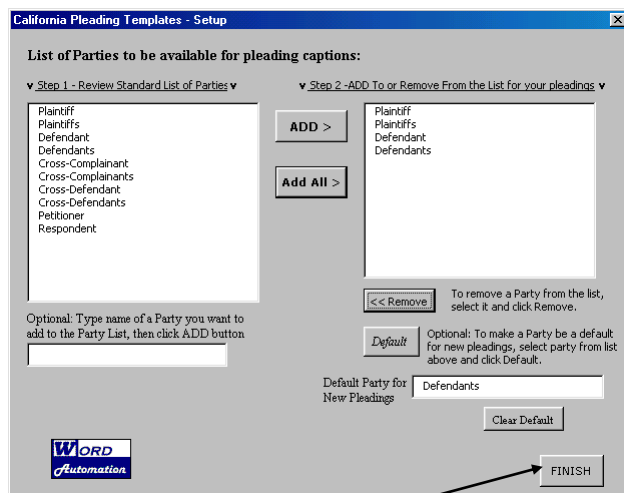 California Pleading Templates - Setup
List of Parties to be available for pleading captions:
v Step 1 - Review Standard List of Parties v
Plaintiff
Plaintiffs
Defendant
Defendants
Cross-Complainant
Cross-Complainants
Cross-Defendant
Cross-Defendants
Petitioner
Respondent
Optional: Type name of a Party you want to
add to the Party List, then click ADD button
ADD >
Add All >
v Step 2 -ADD To or Remove From the List for your pleadings v
Plaintiff
Plaintiffs
Defendant
Defendants
<< Remove
To remove a Party from the list,
select it and click Remove.
Default
Optional: To make a Party be a default
for new pleadings, select party from list
above and click Default.
Default Party for
New Pleadings
Defendants
Clear Default
WORD
Automation
FINISH